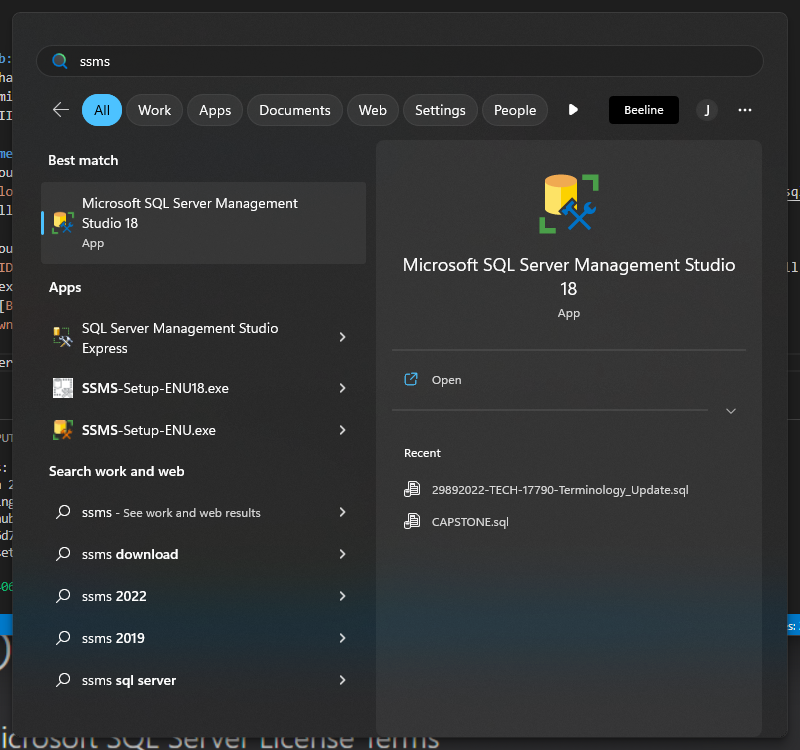 ssms
All
Work
Apps
Documents
Web
Settings
People
Beeline
J
Best match
Microsoft SQL Server Management
Studio 18
App
Apps
SQL Server Management Studio
Express
SSMS-Setup-ENU18.exe
SSMS-Setup-ENU.exe
Search work and web
ssms - See work and web results
ssms download
ssms 2022
ssms 2019
ssms sql server
Microsoft SQL Server Management Studio
18
App
Open
Recent
29892022-TECH-17790-Terminology_Update.sql
CAPSTONE.sql
icrosoft SQL Server License Terms